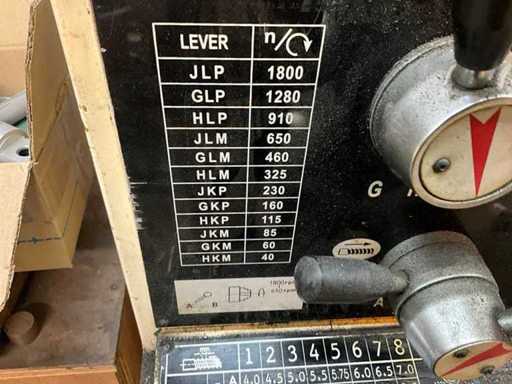 LEVER n/
JLP 1800
GLP 1280
HLP 910
JLM 650
GLM 460
HLM 325
JKP 230
GKP 160
HKP 115
JKM 85
GKM 60
HKM 40
G
A B A
A
1 2 3 4 5 6 7 8
A 4.0 4.5 5.0 5.5 5.75 6.0 6.5 7.0